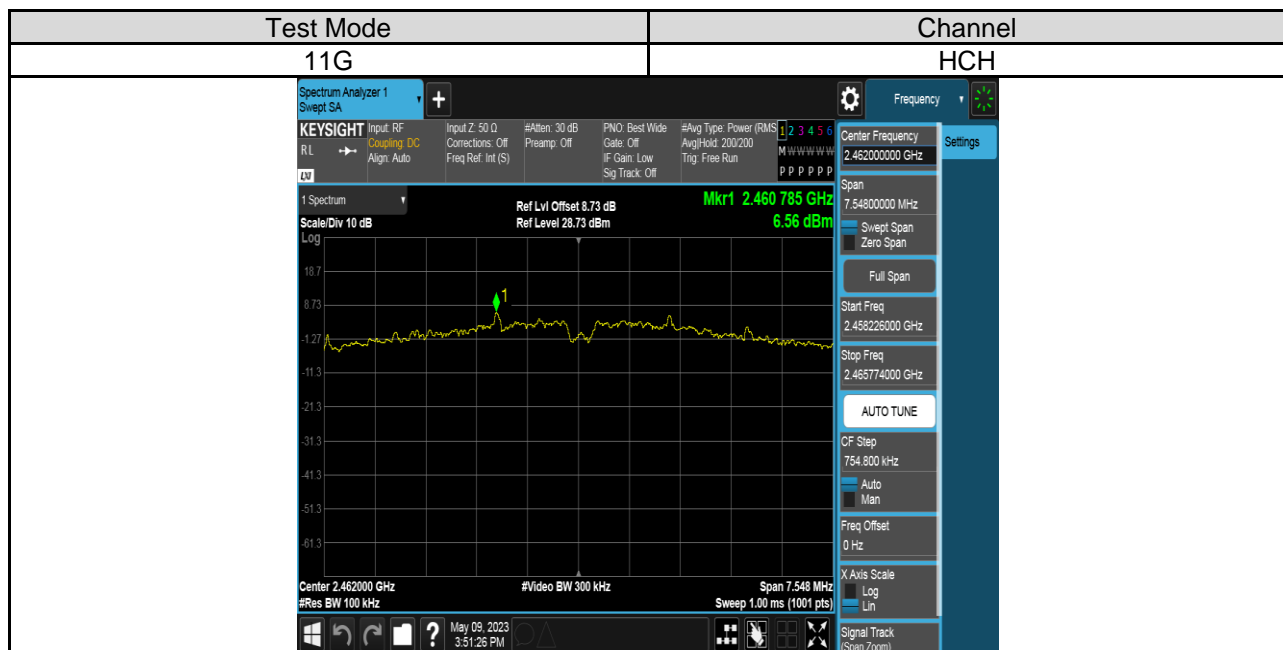 Test Mode Channel
11G HCH
Spectrum Analyzer 1
Swept SA
Frequency
KEYSIGHT
RL
LXI
Input: RF
Coupling: DC
Align: Auto
Input Z: 50 Ω
Corrections: Off
Freq Ref: Int (S)
#Atten: 30 dB
Preamp: Off
PNO: Best Wide
Gate: Off
IF Gain: Low
Sig Track: Off
#Avg Type: Power (RMS
Avg|Hold: 200/200
Trig: Free Run
1 2 3 4 5 6
M W W W W W
P P P P P P
1 Spectrum
Scale/Div 10 dB
Log
Ref Lvl Offset 8.73 dB
Ref Level 28.73 dBm
Mkr1 2.460 785 GHz
6.56 dBm
18.7
8.73
-1.27
-11.3
-21.3
-31.3
-41.3
-51.3
-61.3
1
Center 2.462000 GHz
#Res BW 100 kHz
#Video BW 300 kHz
Span 7.548 MHz
Sweep 1.00 ms (1001 pts)
Center Frequency
2.462000000 GHz
Settings
Span
7.54800000 MHz
Swept Span
Zero Span
Full Span
Start Freq
2.458226000 GHz
Stop Freq
2.465774000 GHz
AUTO TUNE
CF Step
754.800 kHz
Auto
Man
Freq Offset
0 Hz
X Axis Scale
Log
Lin
Signal Track
(Span Zoom)
?
May 09, 2023
3:51:26 PM